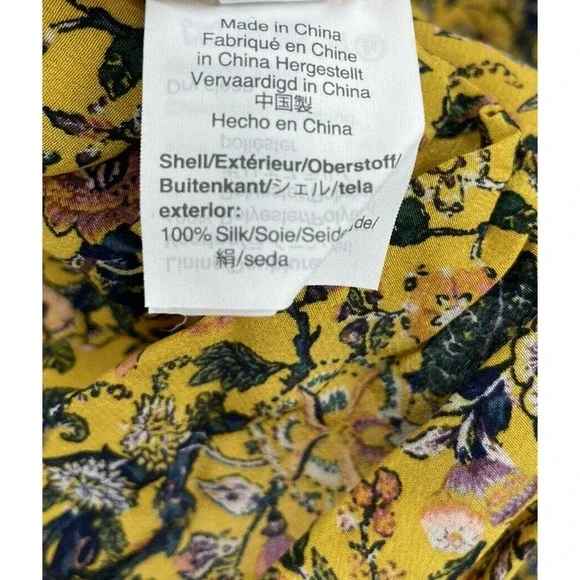 Made in China
Fabriqué en Chine
in China Hergestellt
Vervaardigd in China
中国製
Hecho en China
Shell/Extérieur/Oberstoff/
Buitenkant/シェル/tela
exterior:
100% Silk/Soie/Seide/
絹/seda